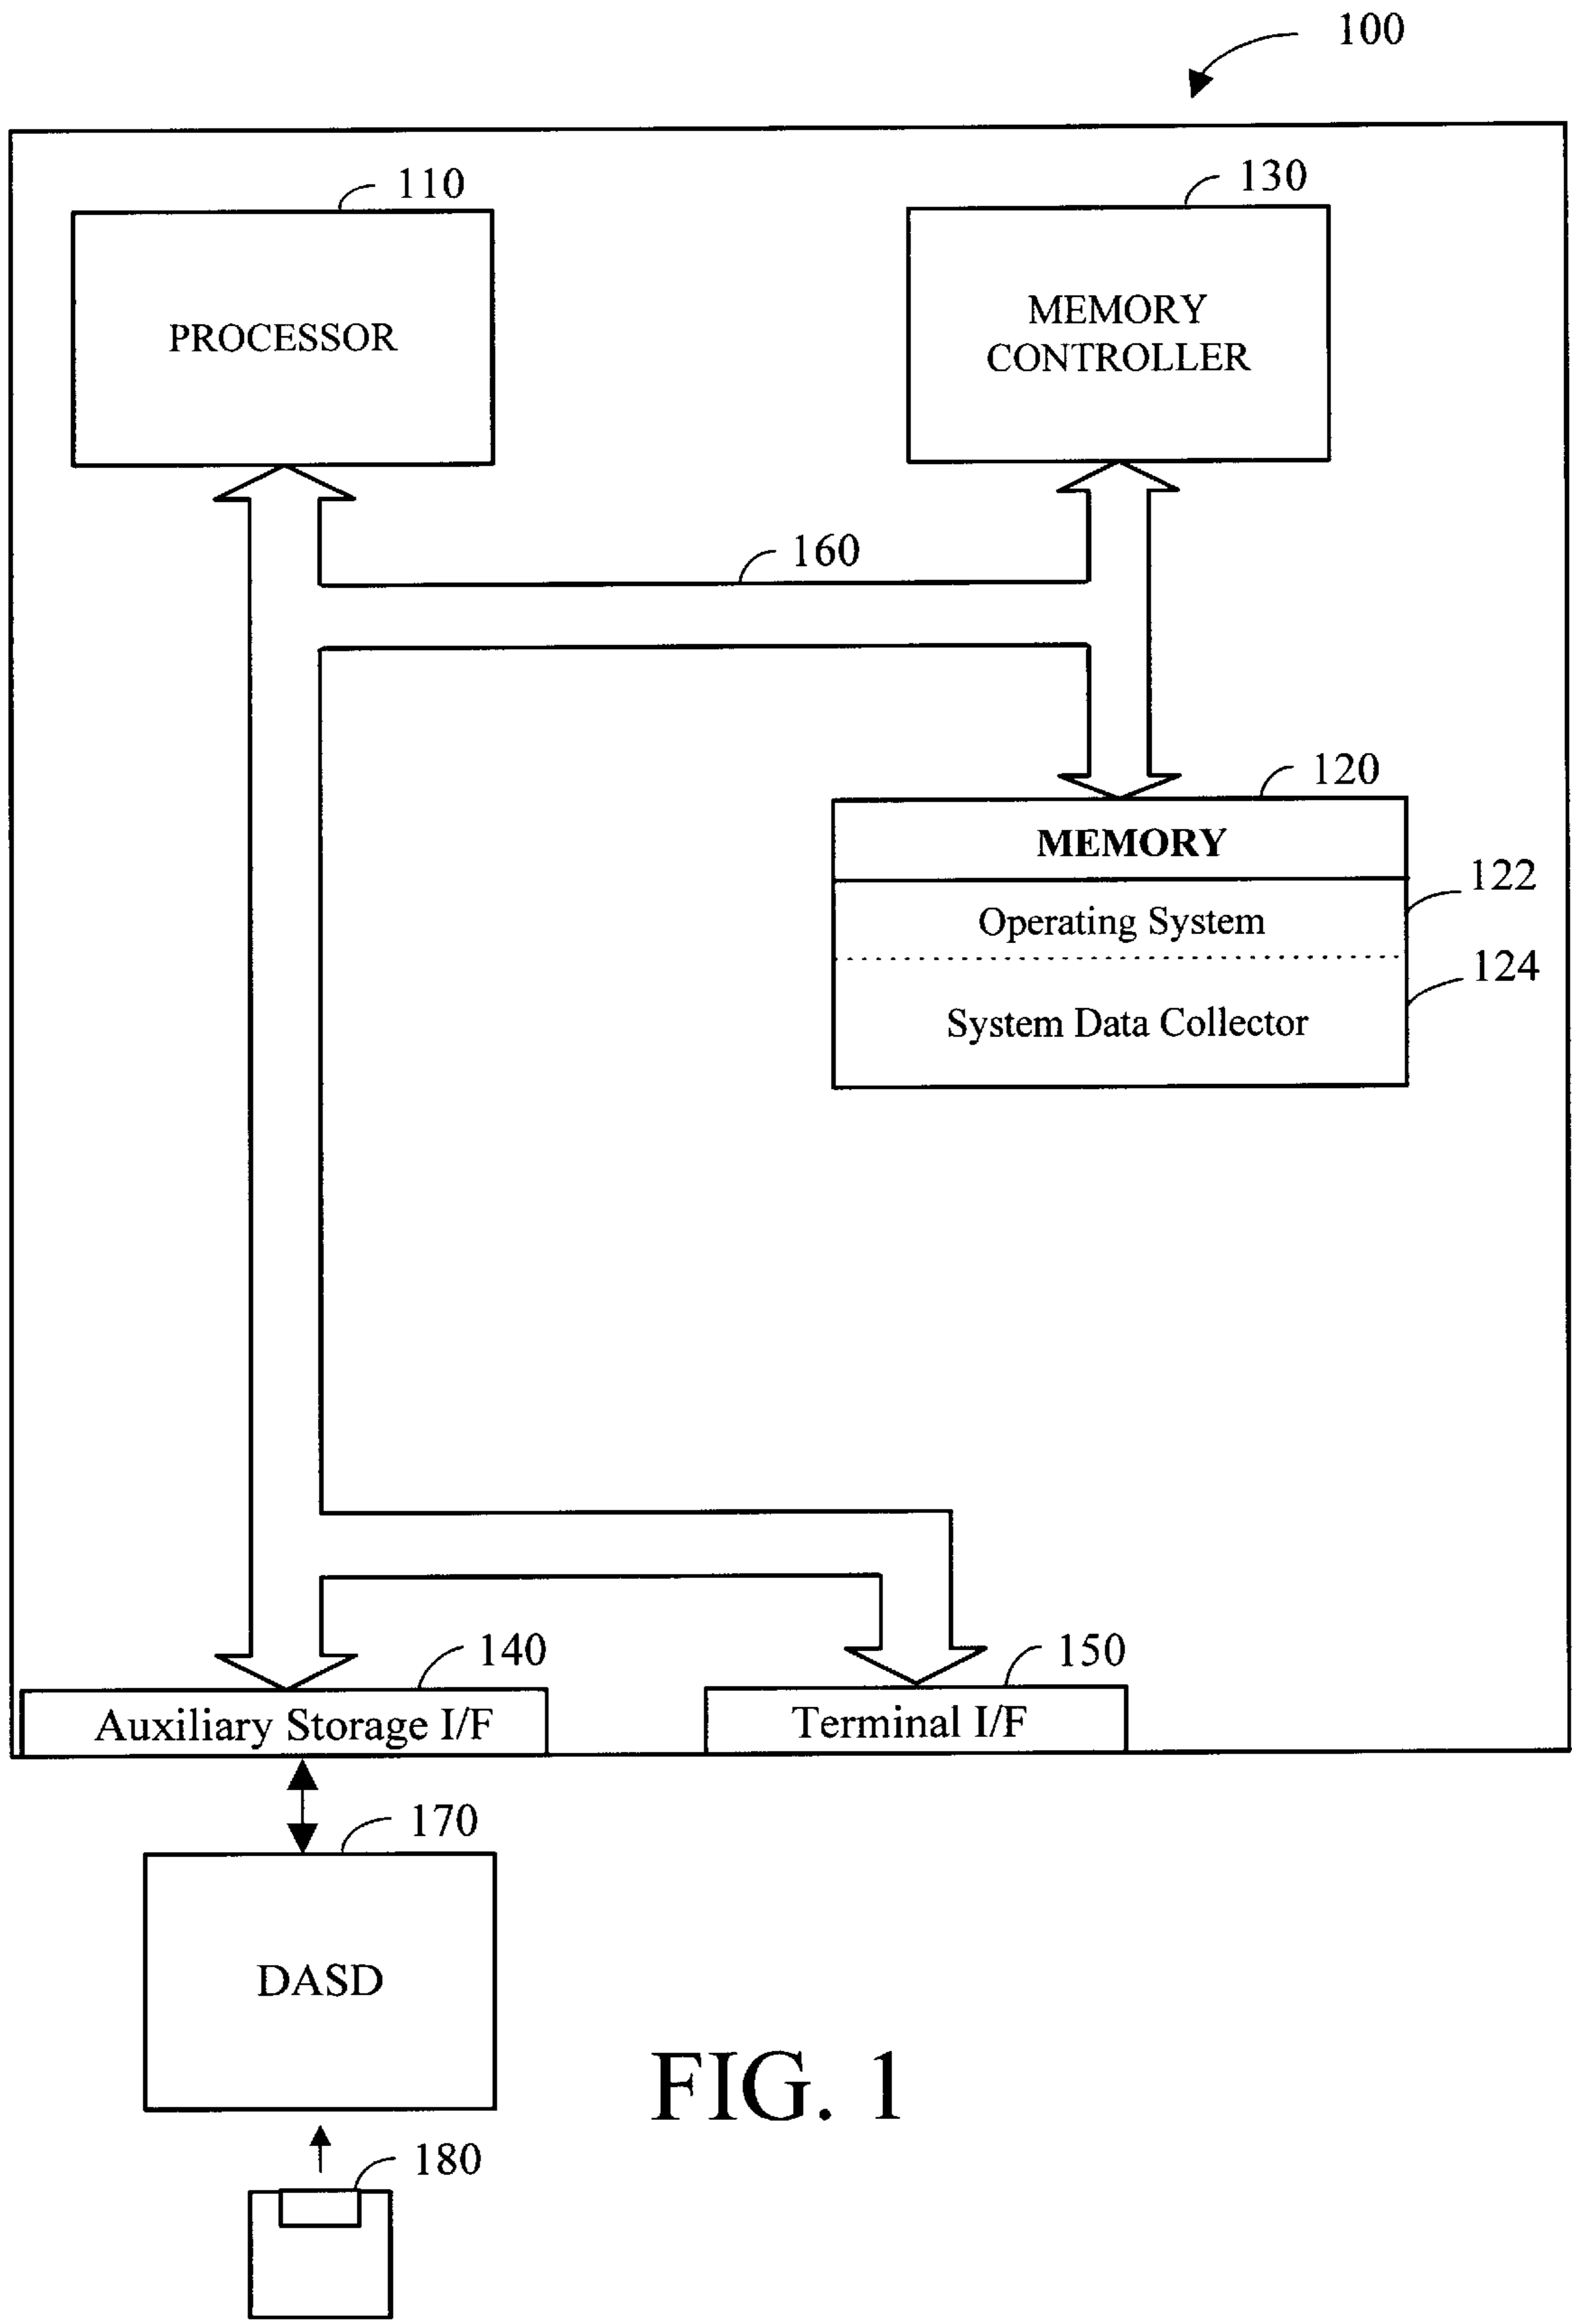 100
110
130
PROCESSOR
MEMORY
CONTROLLER
160
120
MEMORY
122
Operating System
124
System Data Collector
140
150
Auxiliary Storage I/F
Terminal I/F
170
DASD
FIG. 1
180